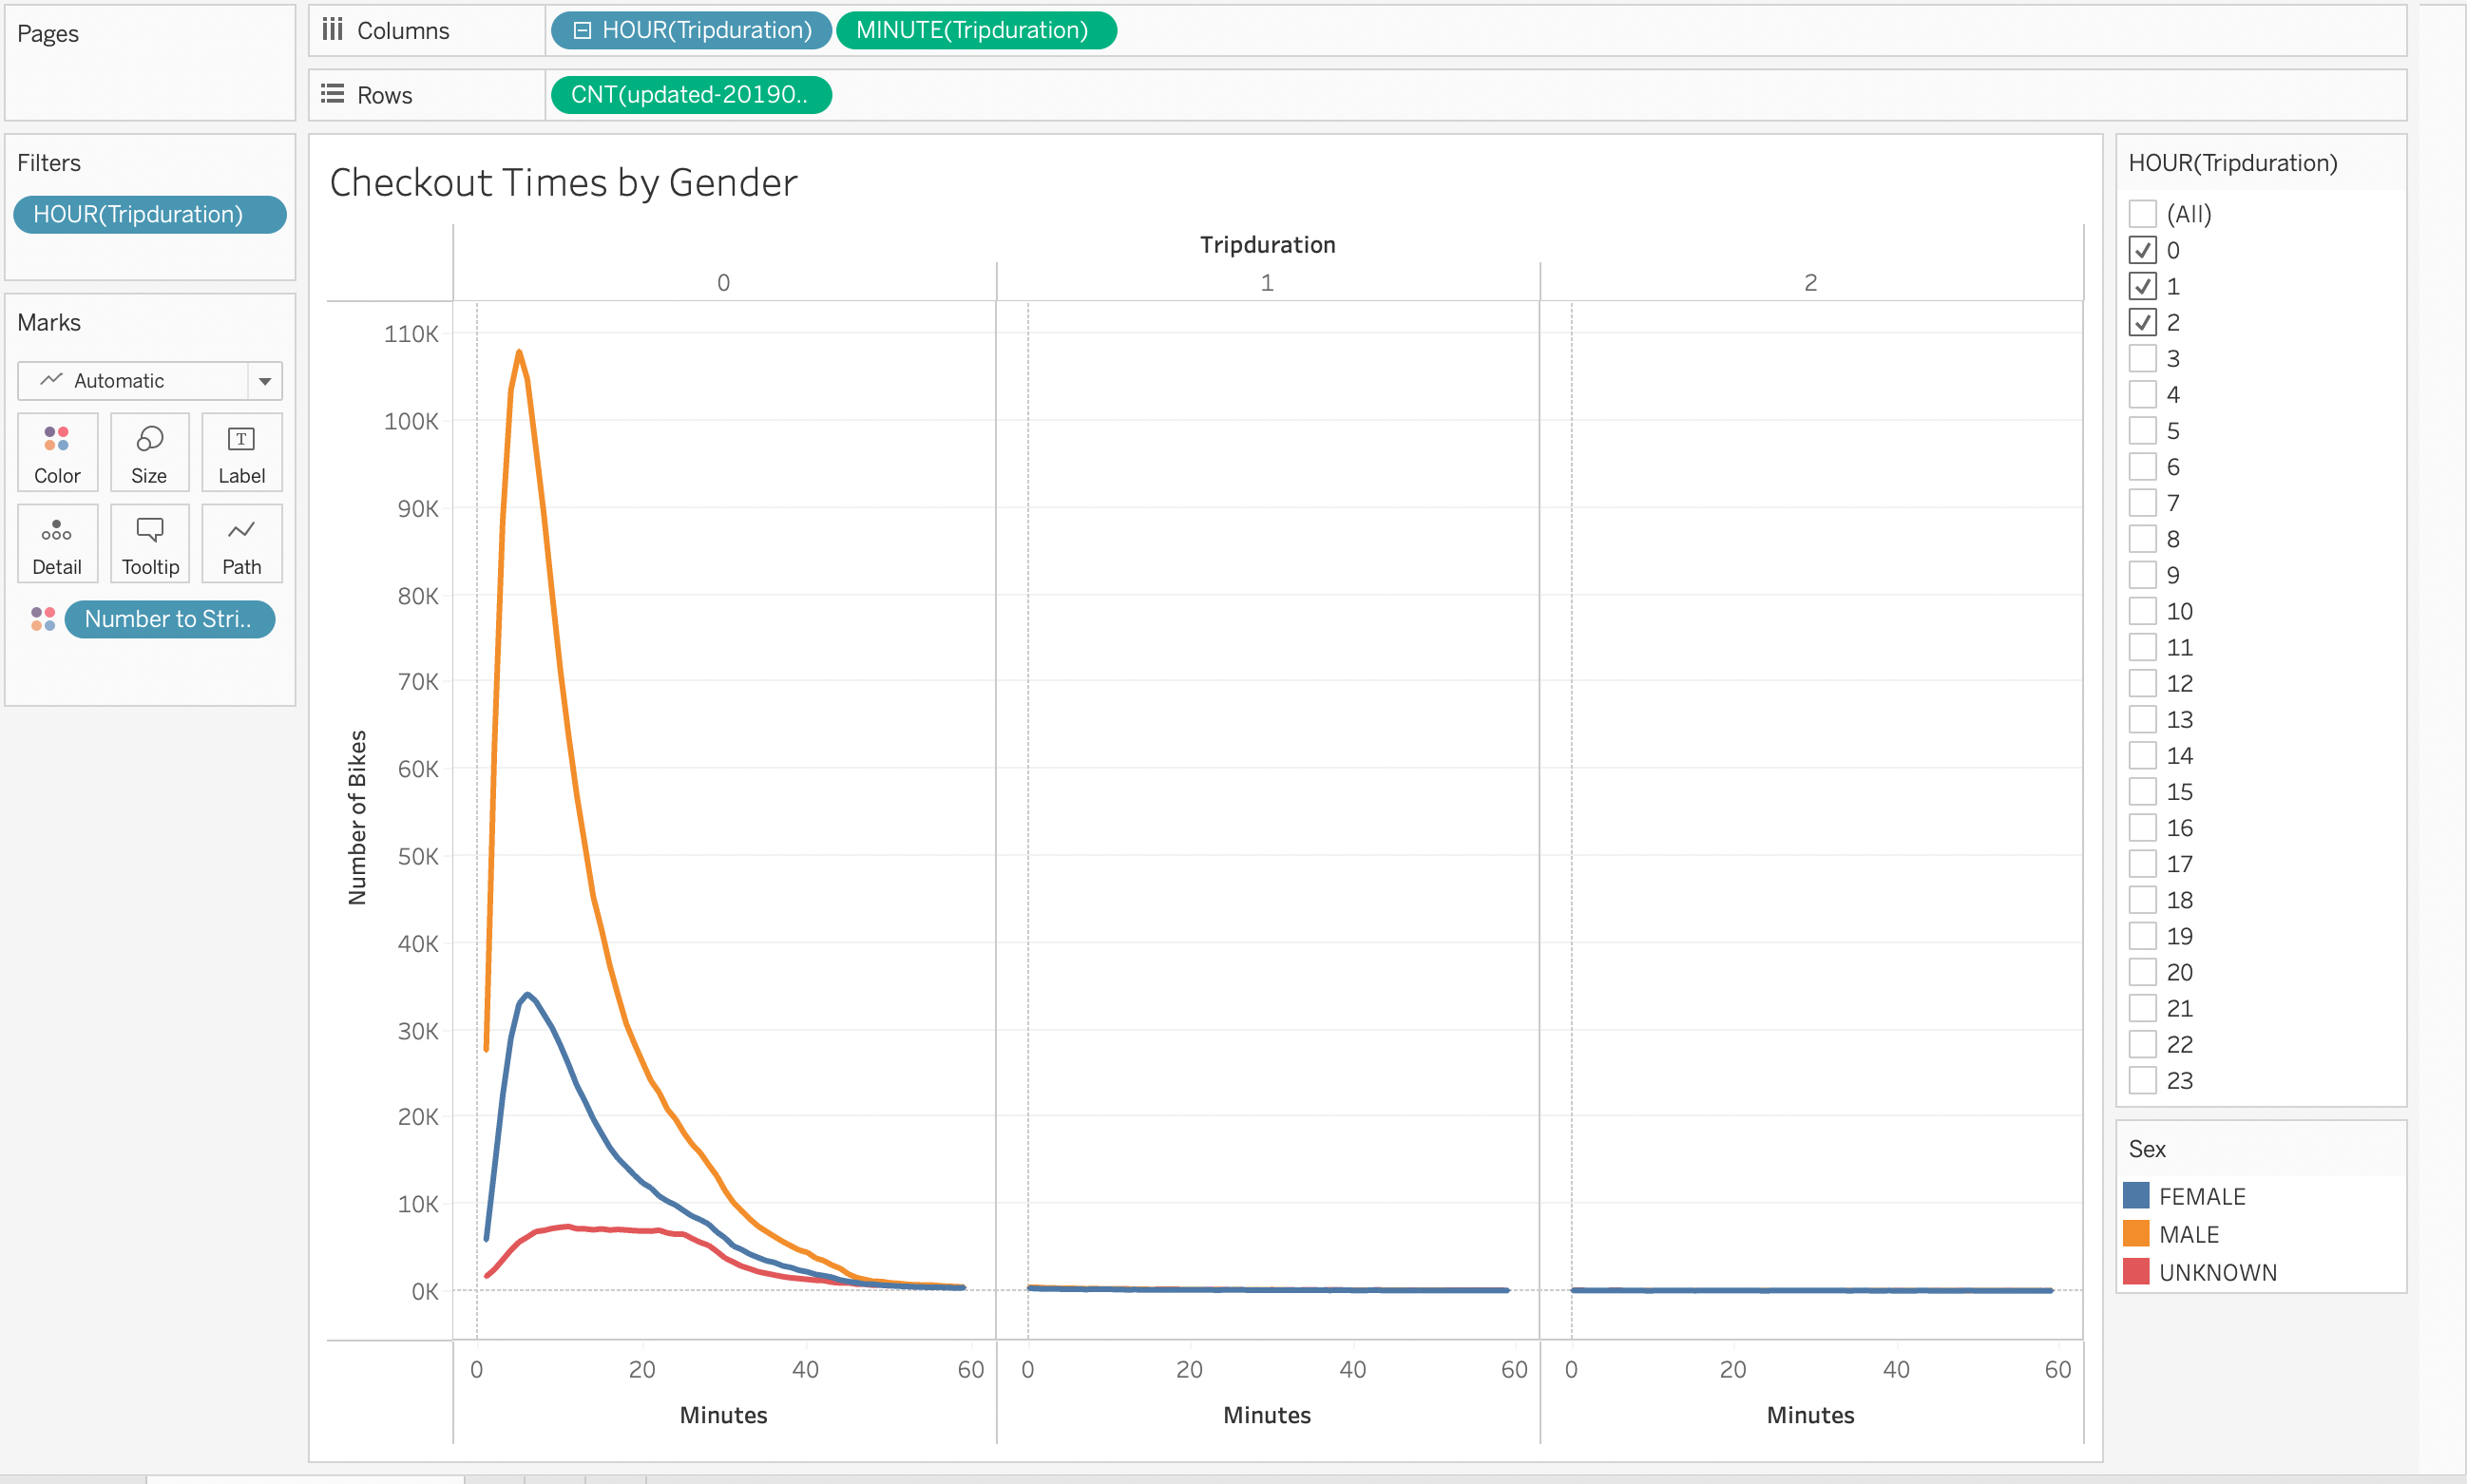 Pages
Columns
HOUR(Tripduration)
MINUTE(Tripduration)
Rows
CNT(updated-20190..
Filters
HOUR(Tripduration)
Marks
Automatic
Color
Size
Label
Detail
Tooltip
Path
Number to Stri..
Checkout Times by Gender
Tripduration
0
1
2
Number of Bikes
110K
100K
90K
80K
70K
60K
50K
40K
30K
20K
10K
0K
0 20 40 60
0 20 40 60
0 20 40 60
Minutes
Minutes
Minutes
HOUR(Tripduration)
(All)
0
1
2
3
4
5
6
7
8
9
10
11
12
13
14
15
16
17
18
19
20
21
22
23
Sex
FEMALE
MALE
UNKNOWN